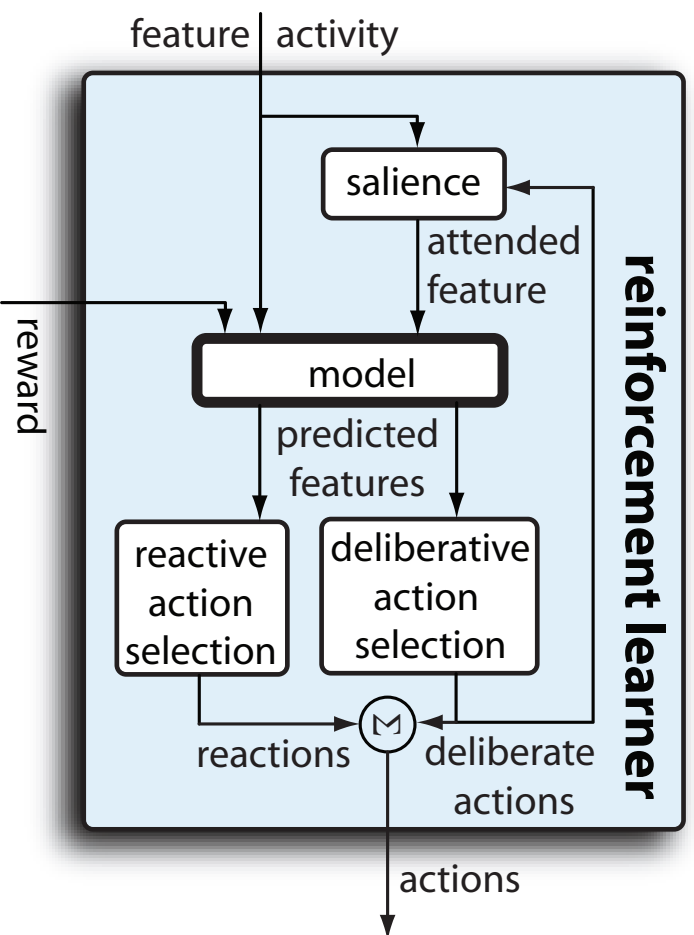 feature activity
salience
attended
feature
reward
model
predicted
features
reactive
action
selection
deliberative
action
selection
reinforcement learner
reactions
deliberate
actions
actions